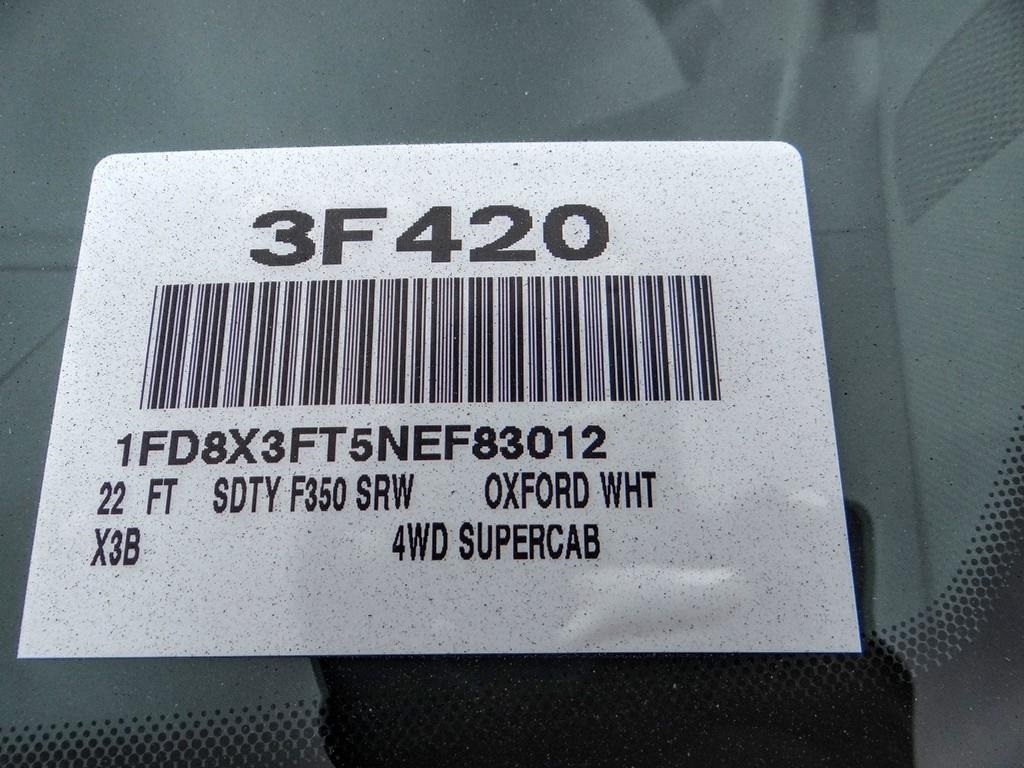 3F420
1FD8X3FT5NEF83012
22 FT SDTY F350 SRW OXFORD WHT
X3B 4WD SUPERCAB